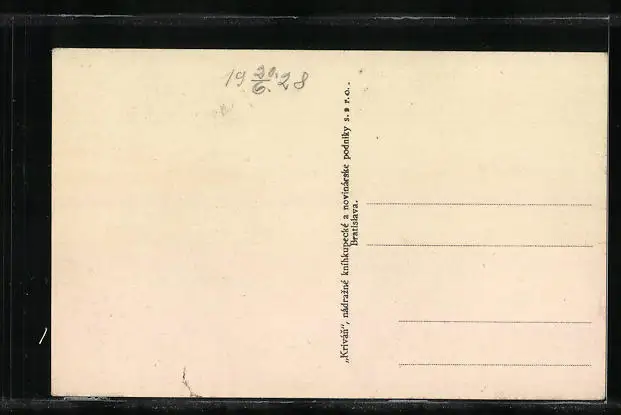 19 20./6. 28
„Kriváň“, nádražné kníhkupecké a novinárske podniky s. s r. o.
Bratislava.